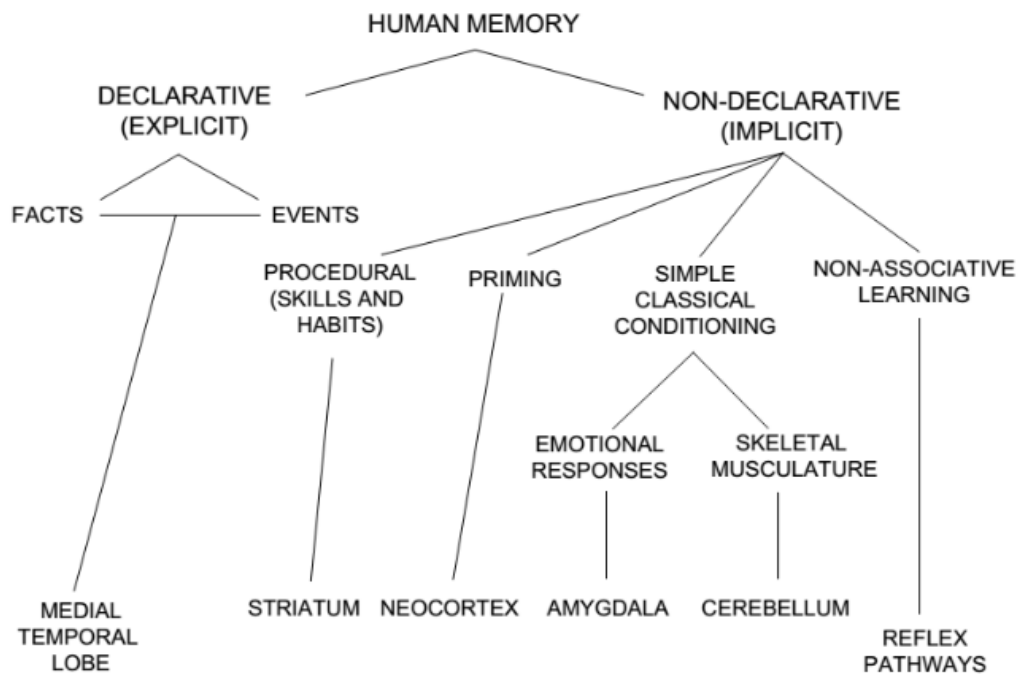 HUMAN MEMORY
DECLARATIVE
(EXPLICIT)
NON-DECLARATIVE
(IMPLICIT)
FACTS
EVENTS
PROCEDURAL
(SKILLS AND
HABITS)
PRIMING
SIMPLE
CLASSICAL
CONDITIONING
NON-ASSOCIATIVE
LEARNING
EMOTIONAL
RESPONSES
SKELETAL
MUSCULATURE
MEDIAL
TEMPORAL
LOBE
STRIATUM
NEOCORTEX
AMYGDALA
CEREBELLUM
REFLEX
PATHWAYS